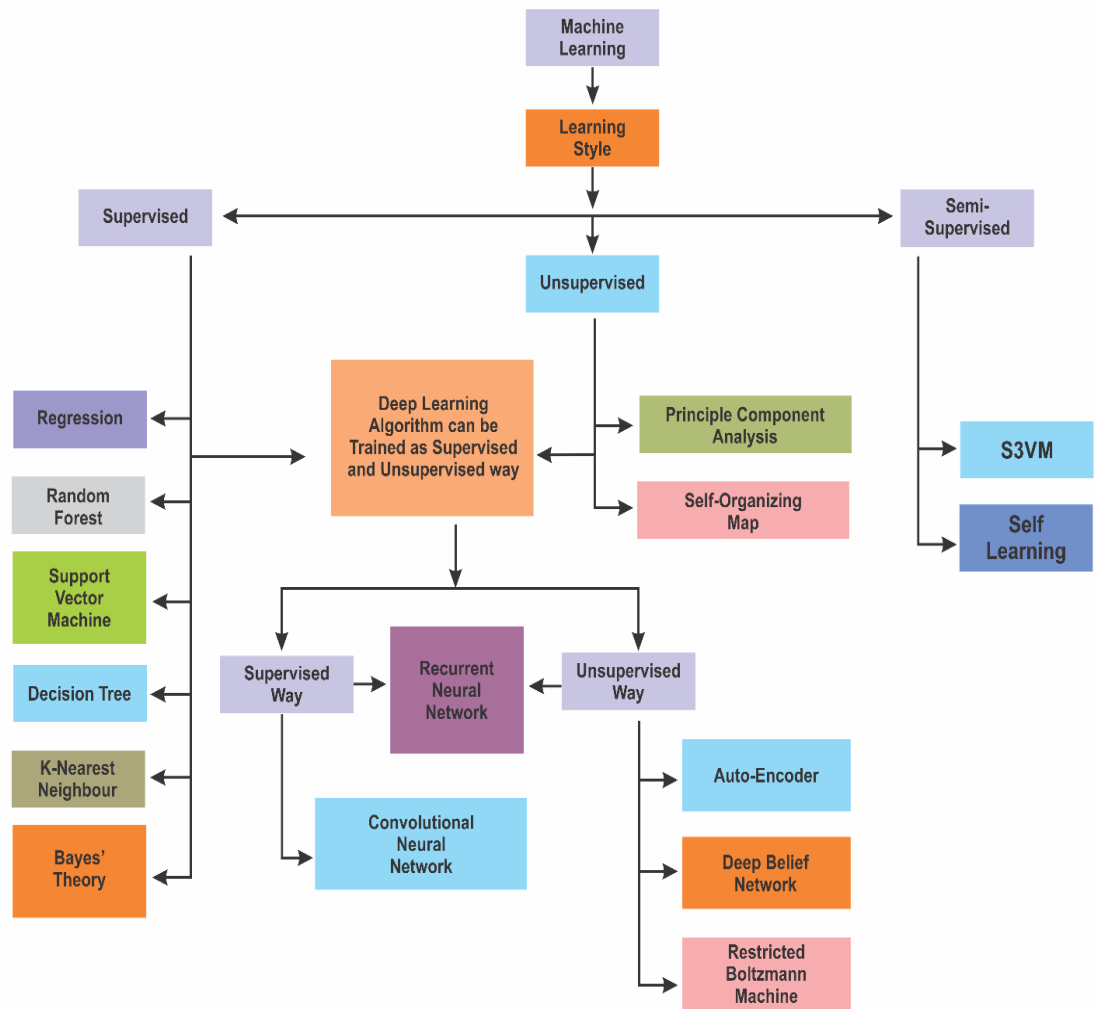 Machine
Learning
Learning
Style
Supervised
Semi-
Supervised
Unsupervised
Deep Learning
Algorithm can be
Trained as Supervised
and Unsupervised way
Regression
Principle Component
Analysis
S3VM
Random
Forest
Self-Organizing
Map
Self
Learning
Support
Vector
Machine
Supervised
Way
Recurrent
Neural
Network
Unsupervised
Way
Decision Tree
K-Nearest
Neighbour
Auto-Encoder
Convolutional
Neural
Network
Bayes’
Theory
Deep Belief
Network
Restricted
Boltzmann
Machine